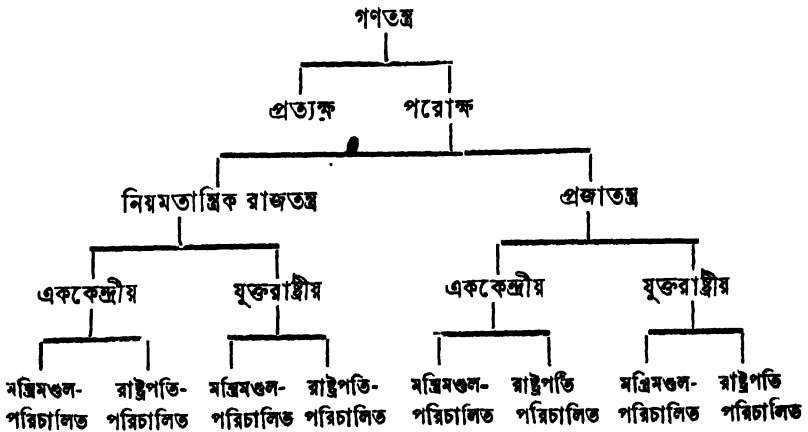 গণতন্ত্র
প্রত্যক্ষ পরোক্ষ
নিয়মতান্ত্রিক রাজতন্ত্র প্রজাতন্ত্র
এককেন্দ্রীয় যুক্তরাষ্ট্রীয় এককেন্দ্রীয় যুক্তরাষ্ট্রীয়
মন্ত্রিমণ্ডল- রাষ্ট্রপতি- মন্ত্রিমণ্ডল- রাষ্ট্রপতি- মন্ত্রিমণ্ডল- রাষ্ট্রপতি মন্ত্রিমণ্ডল- রাষ্ট্রপতি
পরিচালিত পরিচালিত পরিচালিত পরিচালিত পরিচালিত পরিচালিত পরিচালিত পরিচালিত